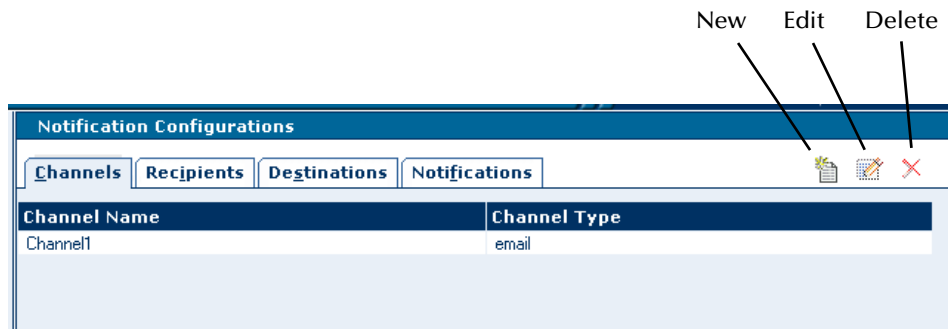 New Edit Delete
Notification Configurations
Channels Recipients Destinations Notifications
Channel Name Channel Type
Channel1 email